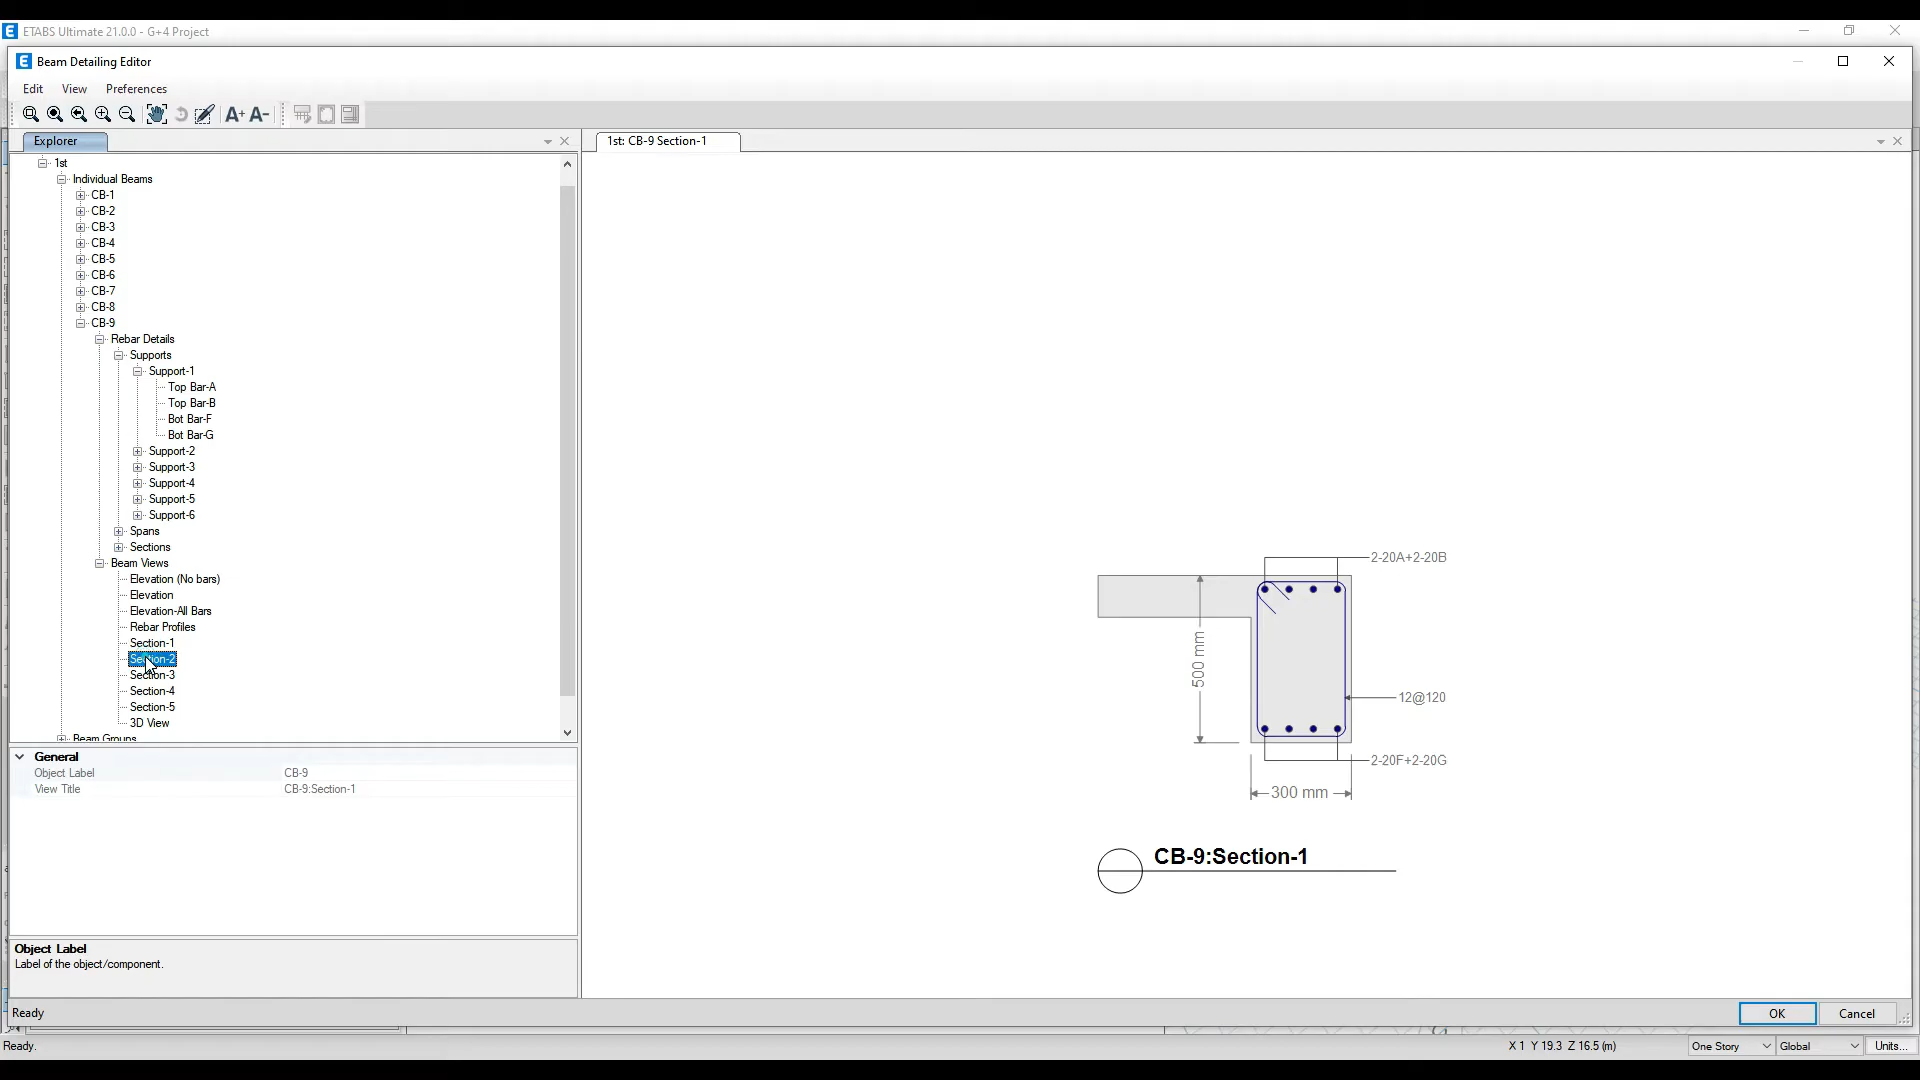 ETABS Ultimate 21.0.0 - G+4 Project
Beam Detailing Editor
Edit View Preferences
A+ A-
Explorer
1st: CB-9 Section-1
1st
Individual Beams
CB-1
CB-2
CB-3
CB-4
CB-5
CB-6
CB-7
CB-8
CB-9
Rebar Details
Supports
Support-1
Top Bar-A
Top Bar-B
Bot Bar-F
Bot Bar-G
Support-2
Support-3
Support-4
Support-5
Support-6
Spans
Sections
Beam Views
Elevation (No bars)
Elevation
Elevation-All Bars
Rebar Profiles
Section-1
Section-2
Section-3
Section-4
Section-5
3D View
Beam Groups
2-20A+2-20B
500 mm
12@120
2-20F+2-20G
300 mm
CB-9:Section-1
General
Object Label CB-9
View Title CB-9:Section-1
Object Label
Label of the object/component.
Ready
OK Cancel
Ready.
X 1 Y 19.3 Z 16.5 (m)
One Story Global Units...